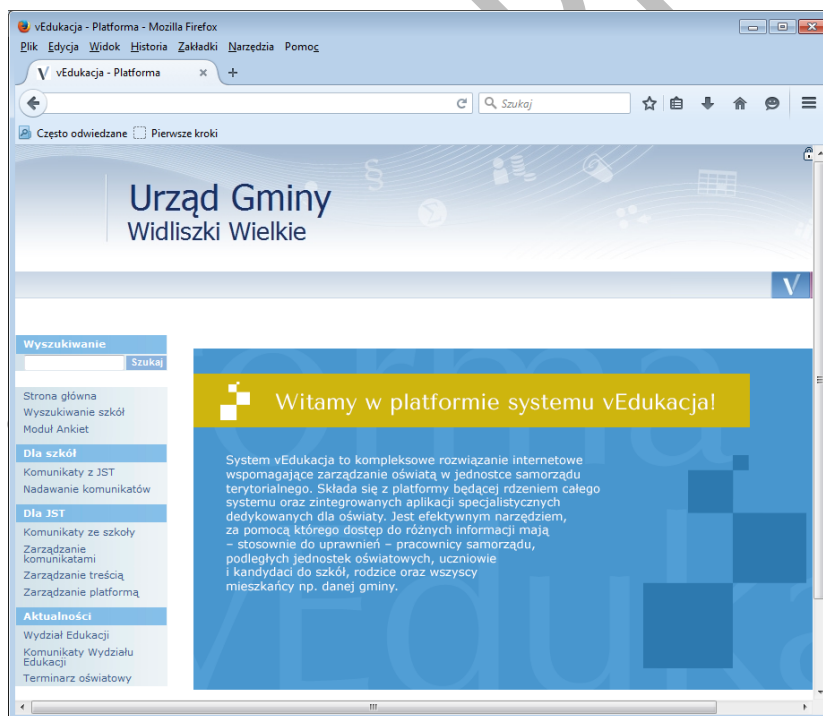 vEdukacja - Platforma - Mozilla Firefox
Plik Edycja Widok Historia Zakładki Narzędzia Pomoc
vEdukacja - Platforma
Szukaj
Często odwiedzane Pierwsze kroki
Urząd Gminy
Widliszki Wielkie
Wyszukiwanie
Szukaj
Strona główna
Wyszukiwanie szkół
Moduł Ankiet
Dla szkół
Komunikaty z JST
Nadawanie komunikatów
Dla JST
Komunikaty ze szkoły
Zarządzanie
komunikatami
Zarządzanie treścią
Zarządzanie platformą
Aktualności
Wydział Edukacji
Komunikaty Wydziału
Edukacji
Terminarz oświatowy
Witamy w platformie systemu vEdukacja!
System vEdukacja to kompleksowe rozwiązanie internetowe
wspomagające zarządzanie oświatą w jednostce samorządu
terytorialnego. Składa się z platformy będącej rdzeniem całego
systemu oraz zintegrowanych aplikacji specjalistycznych
dedykowanych dla oświaty. Jest efektywnym narzędziem,
za pomocą którego dostęp do różnych informacji mają
– stosownie do uprawnień – pracownicy samorządu,
podległych jednostek oświatowych, uczniowie
i kandydaci do szkół, rodzice oraz wszyscy
mieszkańcy np. danej gminy.